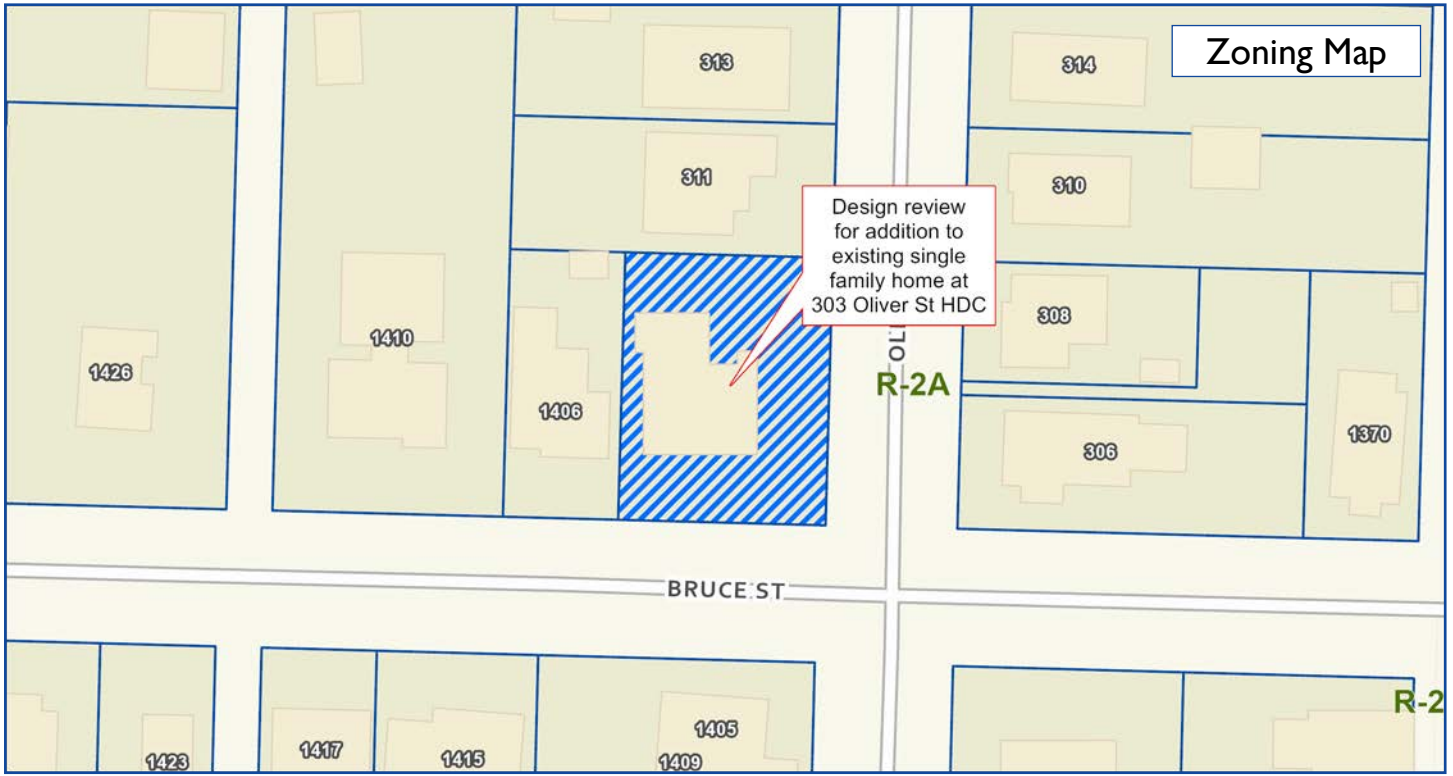 Zoning Map
313
314
311
310
Design review
for addition to
existing single
family home at
303 Oliver St HDC
308
OLI
1410
1426
R-2A
1406
1370
306
BRUCE ST
R-2
1405
1417
1415
1409
1423